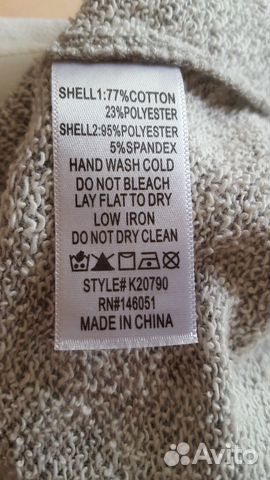 SHELL1:77%COTTON
23%POLYESTER
SHELL2:95%POLYESTER
5%SPANDEX
HAND WASH COLD
DO NOT BLEACH
LAY FLAT TO DRY
LOW IRON
DO NOT DRY CLEAN
STYLE# K20790
RN#146051
MADE IN CHINA
Avito